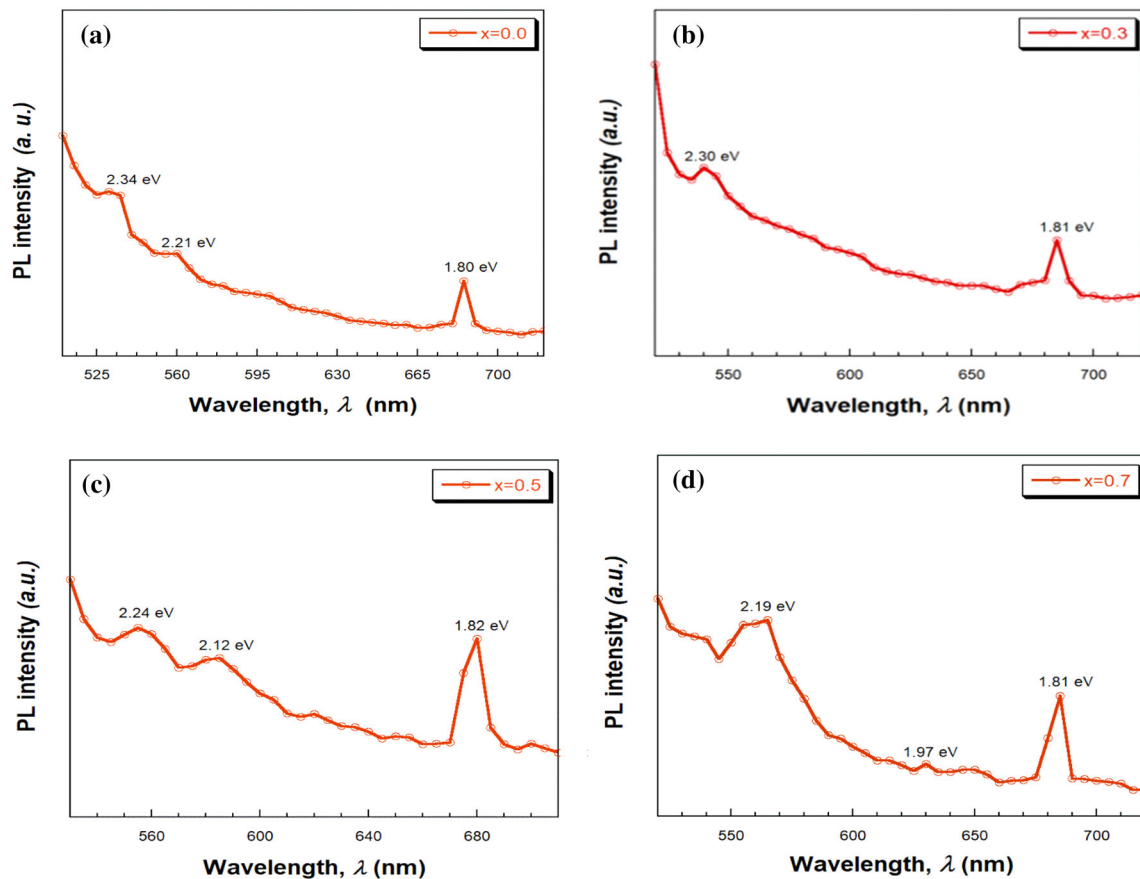 (a)
x=0.0
PL intensity (a. u.)
2.34 eV
2.21 eV
1.80 eV
525 560 595 630 665 700
Wavelength, λ (nm)
(b)
x=0.3
PL intensity (a.u.)
2.30 eV
1.81 eV
550 600 650 700
Wavelength, λ (nm)
(c)
x=0.5
PL intensity (a.u.)
2.24 eV
2.12 eV
1.82 eV
560 600 640 680
Wavelength, λ (nm)
(d)
x=0.7
PL intensity (a.u.)
2.19 eV
1.97 eV
1.81 eV
550 600 650 700
Wavelength, λ (nm)